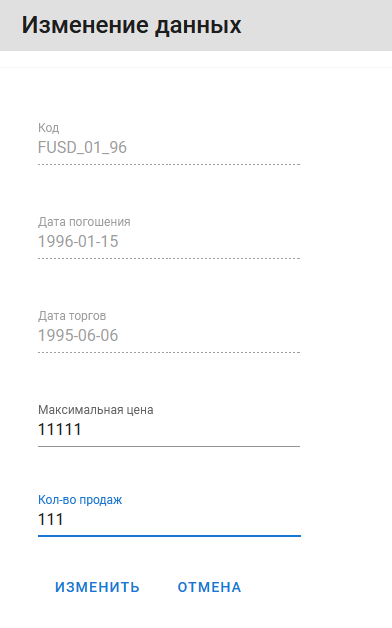 Изменение данных
Код
FUSD_01_96
Дата погошения
1996-01-15
Дата торгов
1995-06-06
Максимальная цена
11111
Кол-во продаж
111
ИЗМЕНИТЬ ОТМЕНА